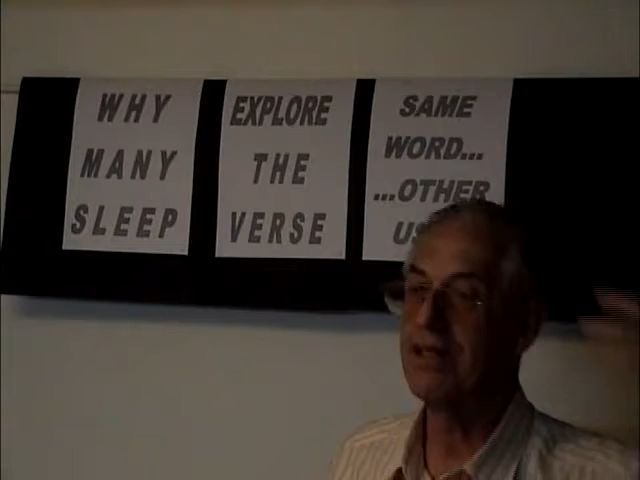 WHY
MANY
SLEEP
EXPLORE
THE
VERSE
SAME
WORD...
...OTHER